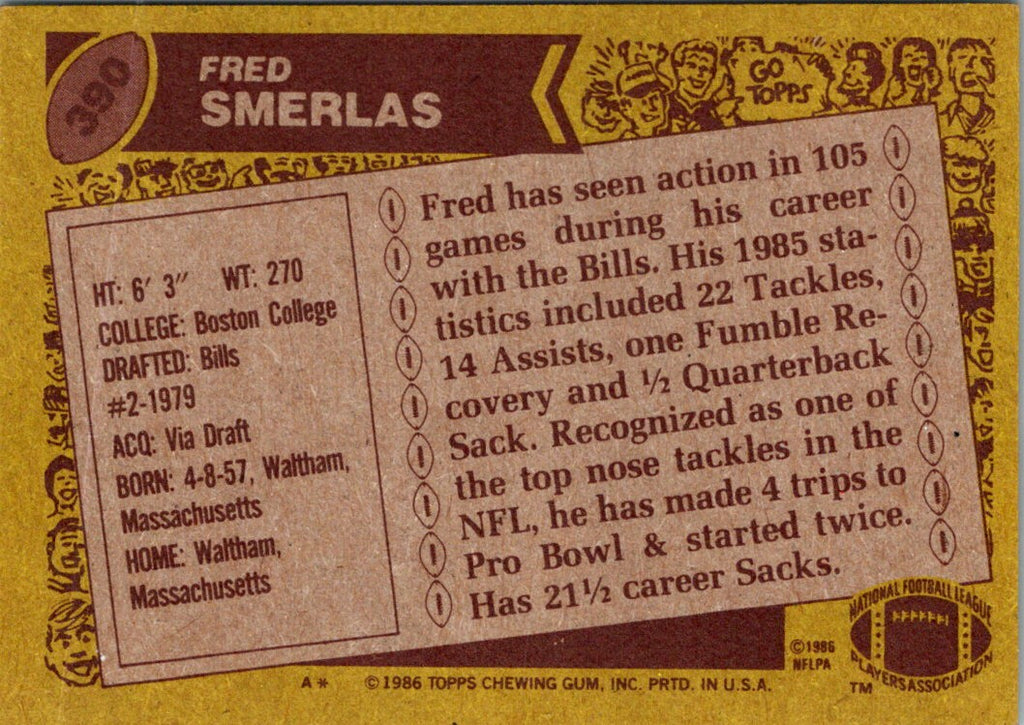 390
FRED
SMERLAS
GO
TOPPS
HT: 6' 3" WT: 270
COLLEGE: Boston College
DRAFTED: Bills
#2-1979
ACQ: Via Draft
BORN: 4-8-57, Waltham,
Massachusetts
HOME: Waltham,
Massachusetts
Fred has seen action in 105
games during his career
with the Bills. His 1985 sta-
tistics included 22 Tackles,
14 Assists, one Fumble Re-
covery and ½ Quarterback
Sack. Recognized as one of
the top nose tackles in the
NFL, he has made 4 trips to
Pro Bowl & started twice.
Has 21½ career Sacks.
A* ©1986 TOPPS CHEWING GUM, INC. PRTD. IN U.S.A.
©1986
NFLPA
NATIONAL FOOTBALL LEAGUE
PLAYERS ASSOCIATION
TM